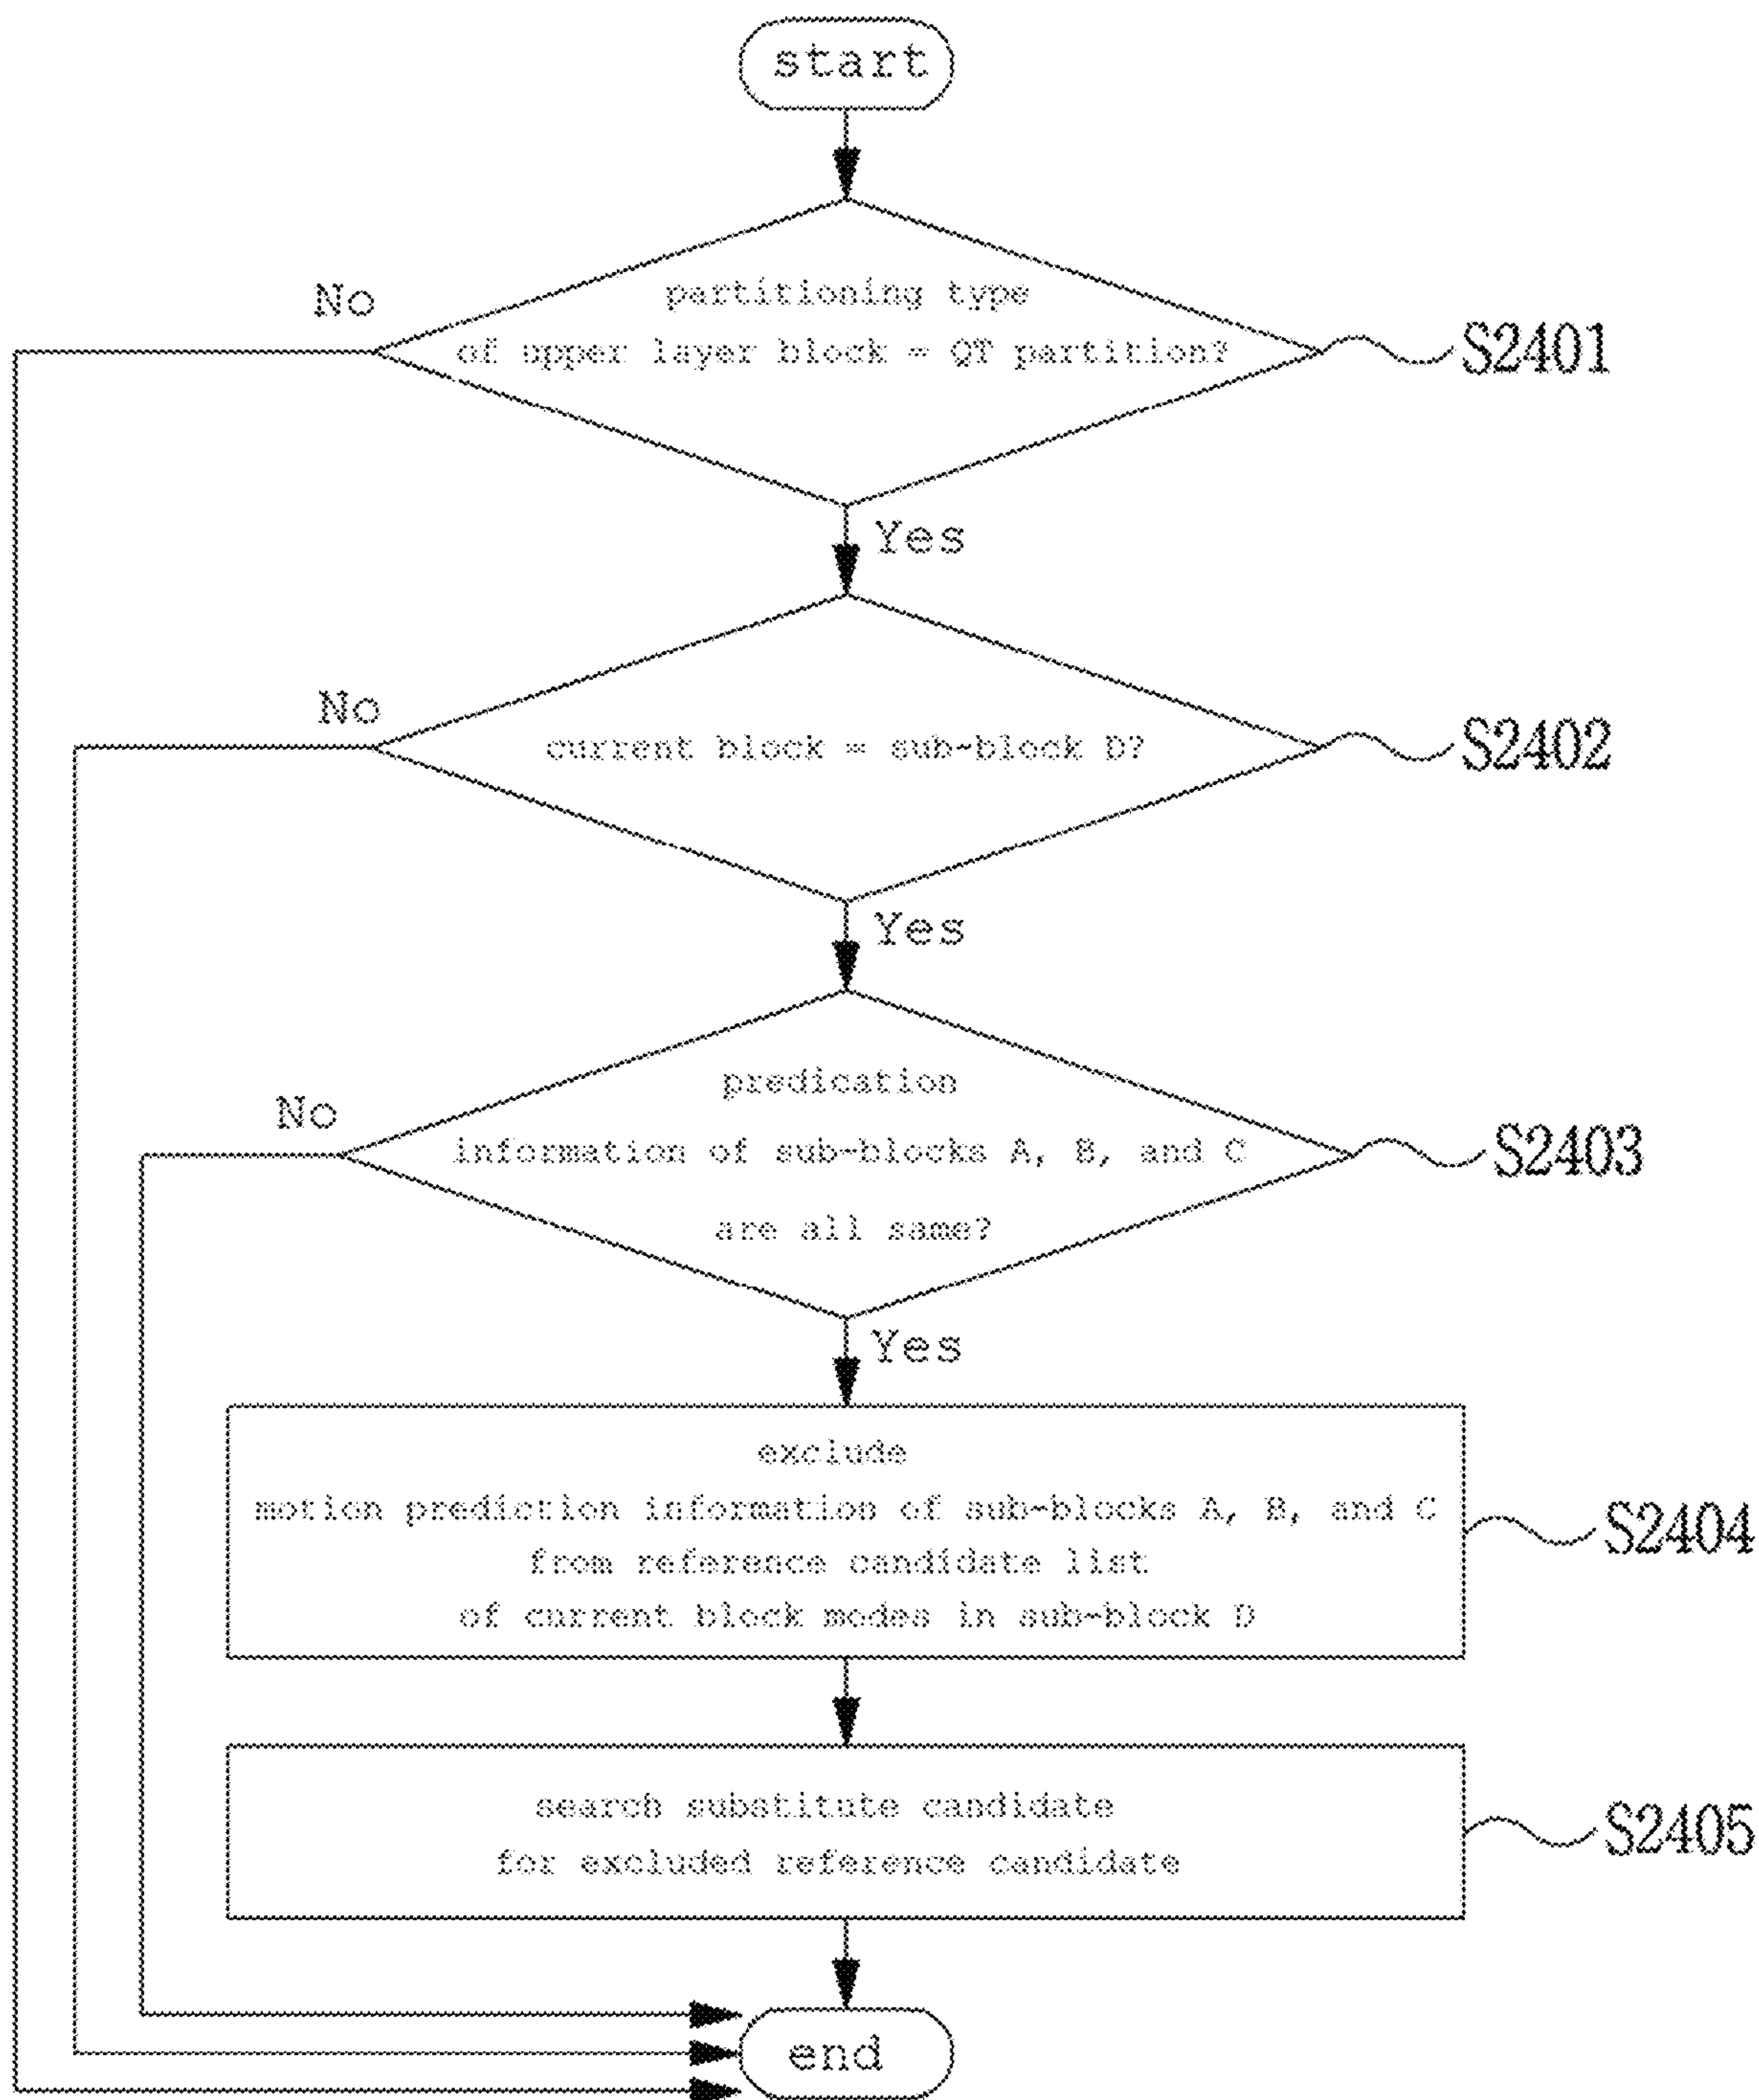 start
No
partitioning type
of upper layer block = QT partition?
S2401
Yes
No
current block = sub-block D?
S2402
Yes
No
predication
information of sub-blocks A, B, and C
are all same?
S2403
Yes
exclude
motion prediction information of sub-blocks A, B, and C
from reference candidate list
of current block modes in sub-block D
S2404
search substitute candidate
for excluded reference candidate
S2405
end